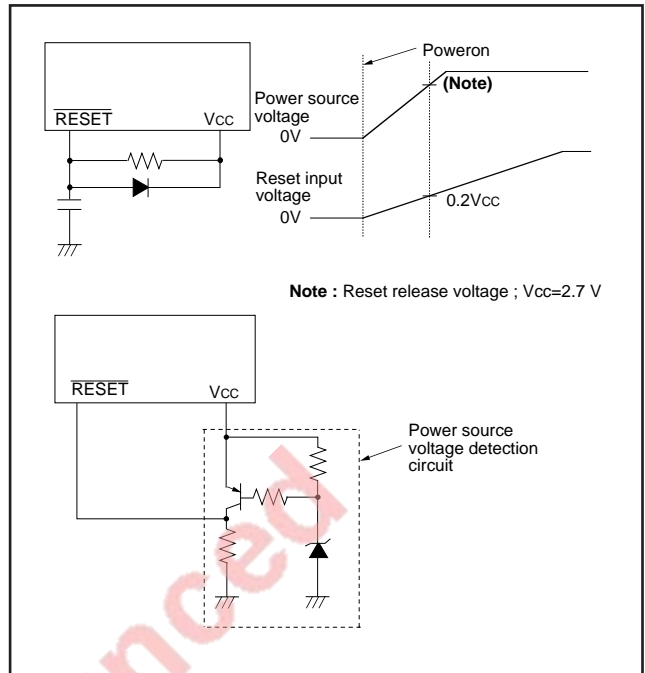 Poweron
(Note)
Power source
voltage
0V
RESET
Vcc
Reset input
voltage
0V
0.2Vcc
Note : Reset release voltage ; Vcc=2.7 V
RESET
Vcc
Power source
voltage detection
circuit
nced